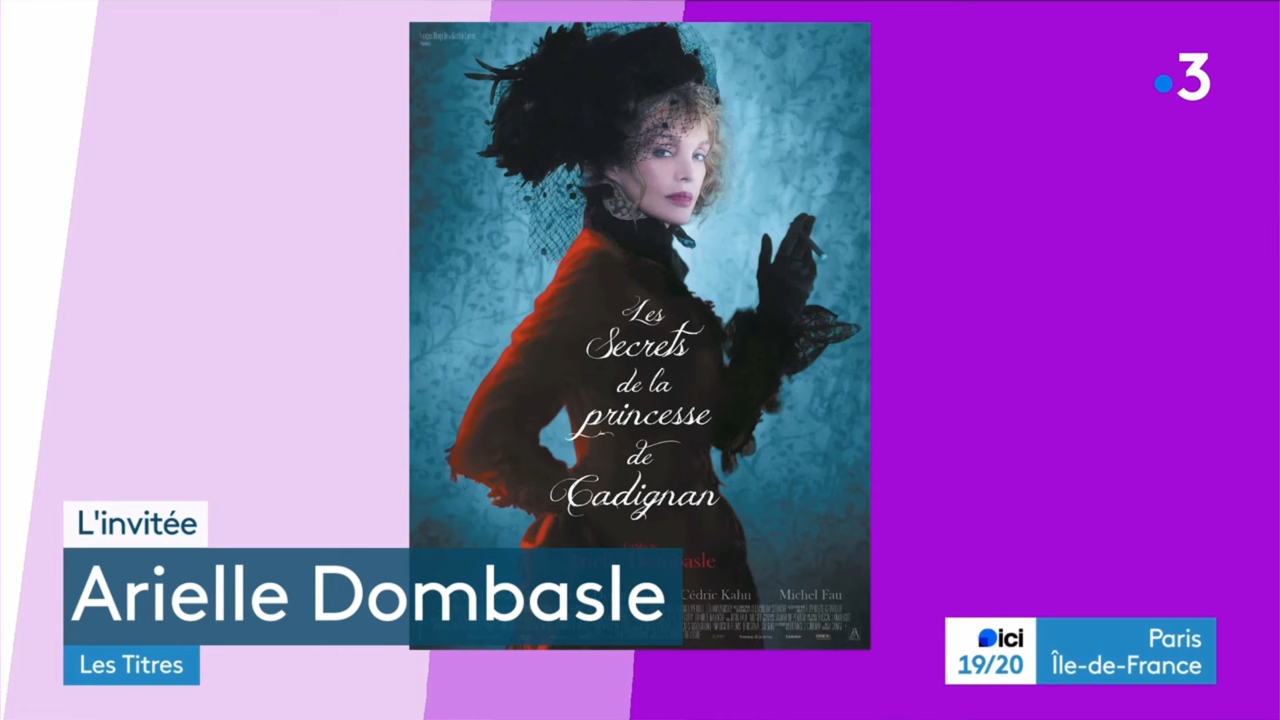 3
Les
Secrets
de la
princesse
de
Cadignan
L'invitée
Arielle Dombasle
Les Titres
Cédric Kahn
Michel Fau
ici
19/20
Paris
Île-de-France